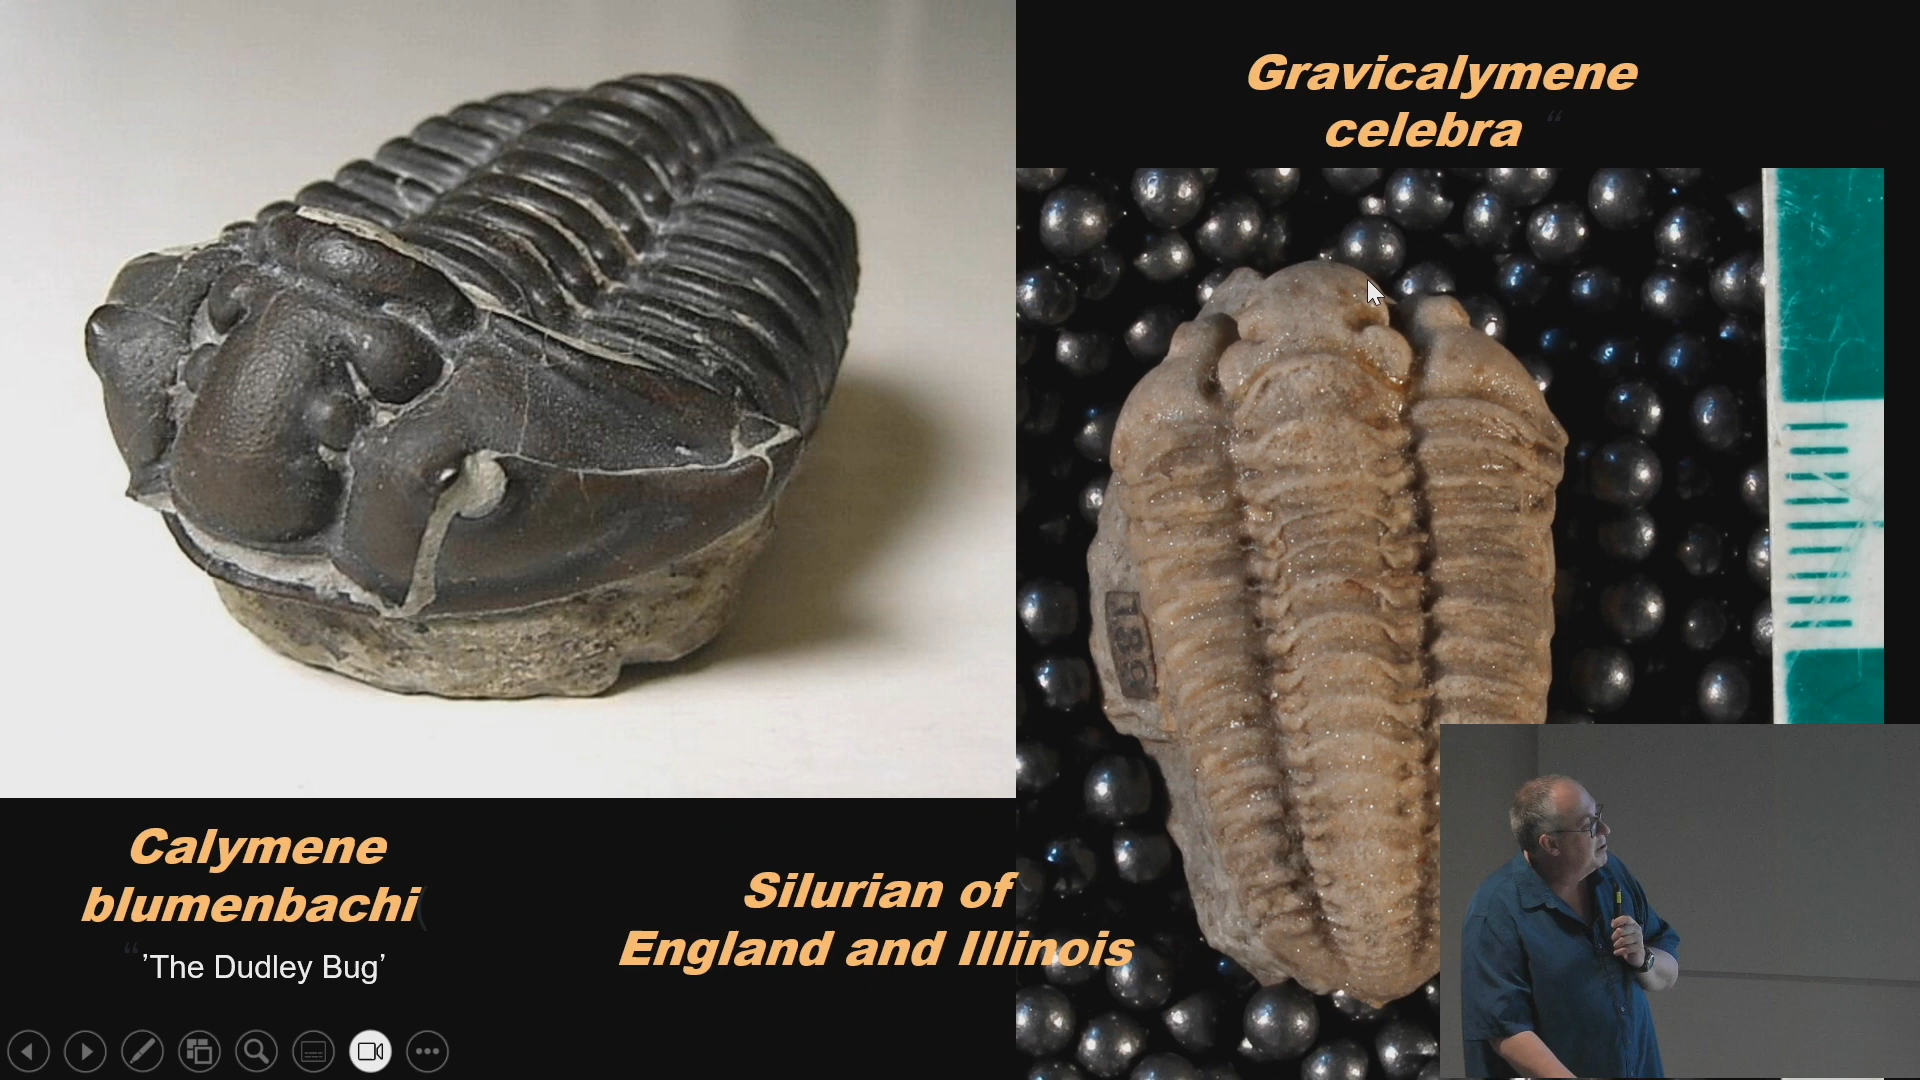 Gravicalymene
celebra “
189
Calymene
blumenbachi(
“ ’The Dudley Bug’
Silurian of
England and Illinois